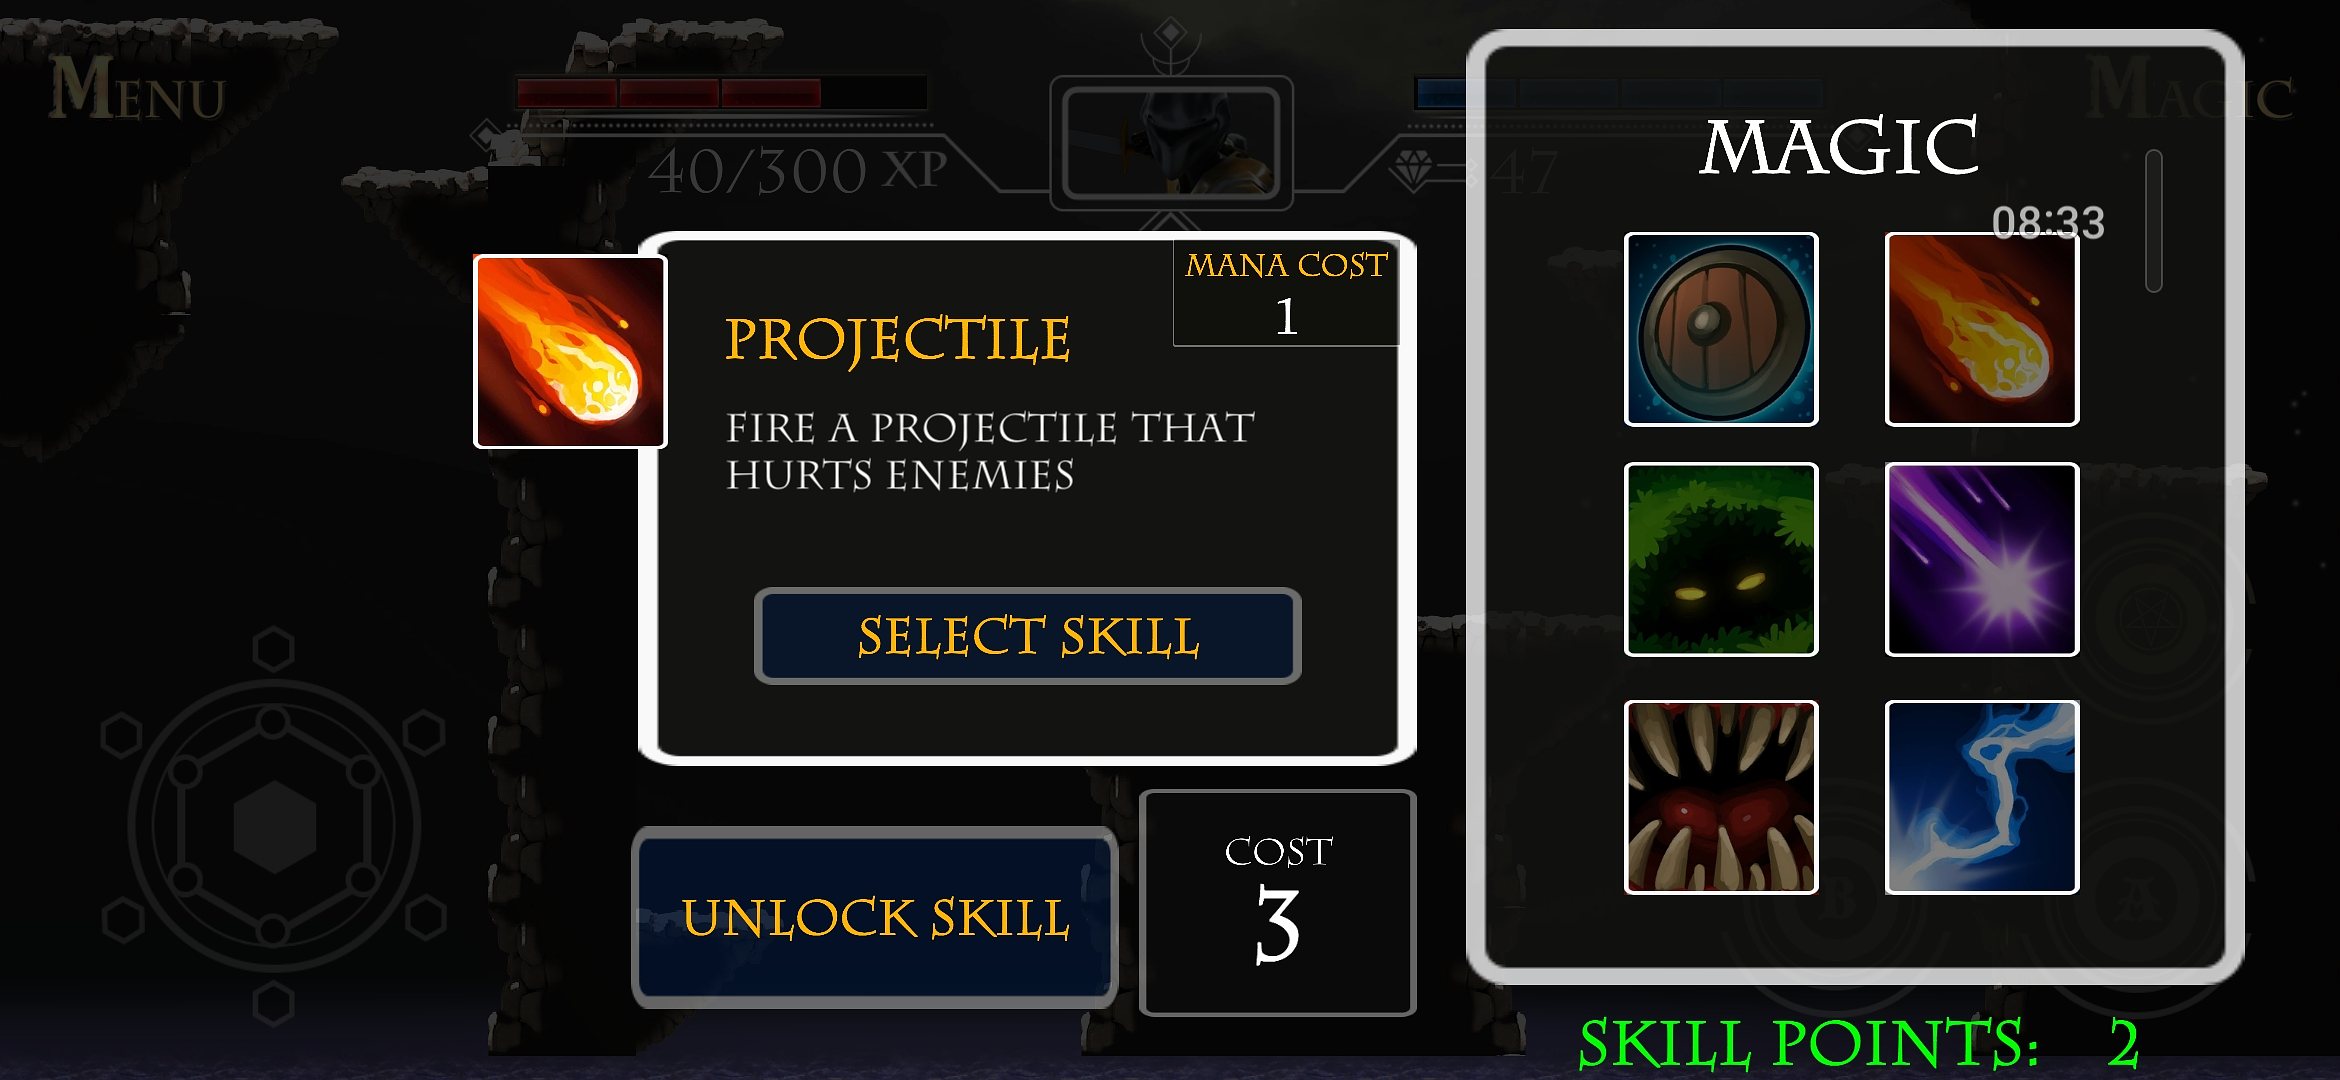 MENU
40/300 XP
47
MAGIC
MAGIC
08:33
MANA COST
1
PROJECTILE
FIRE A PROJECTILE THAT
HURTS ENEMIES
SELECT SKILL
UNLOCK SKILL
COST
3
B
A
SKILL POINTS: 2